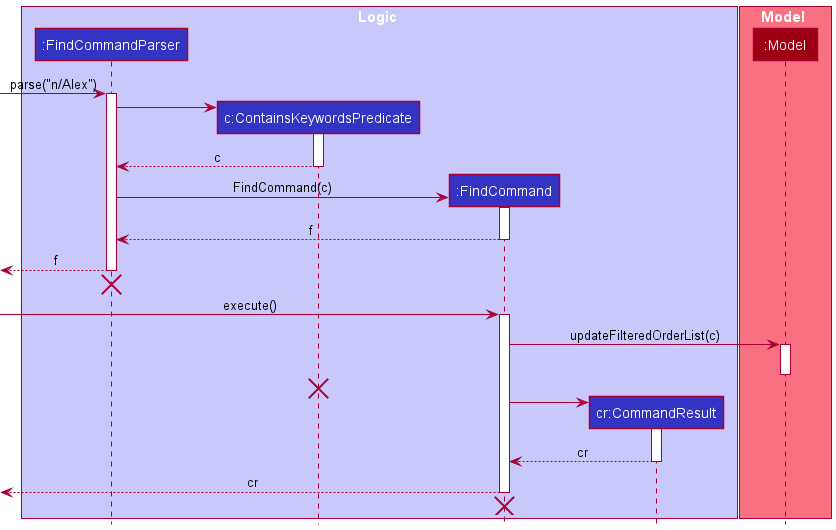 Logic
Model
:FindCommandParser
:Model
parse("n/Alex")
c:ContainsKeywordsPredicate
c
FindCommand(c)
:FindCommand
f
f
execute()
updateFilteredOrderList(c)
cr:CommandResult
cr
cr